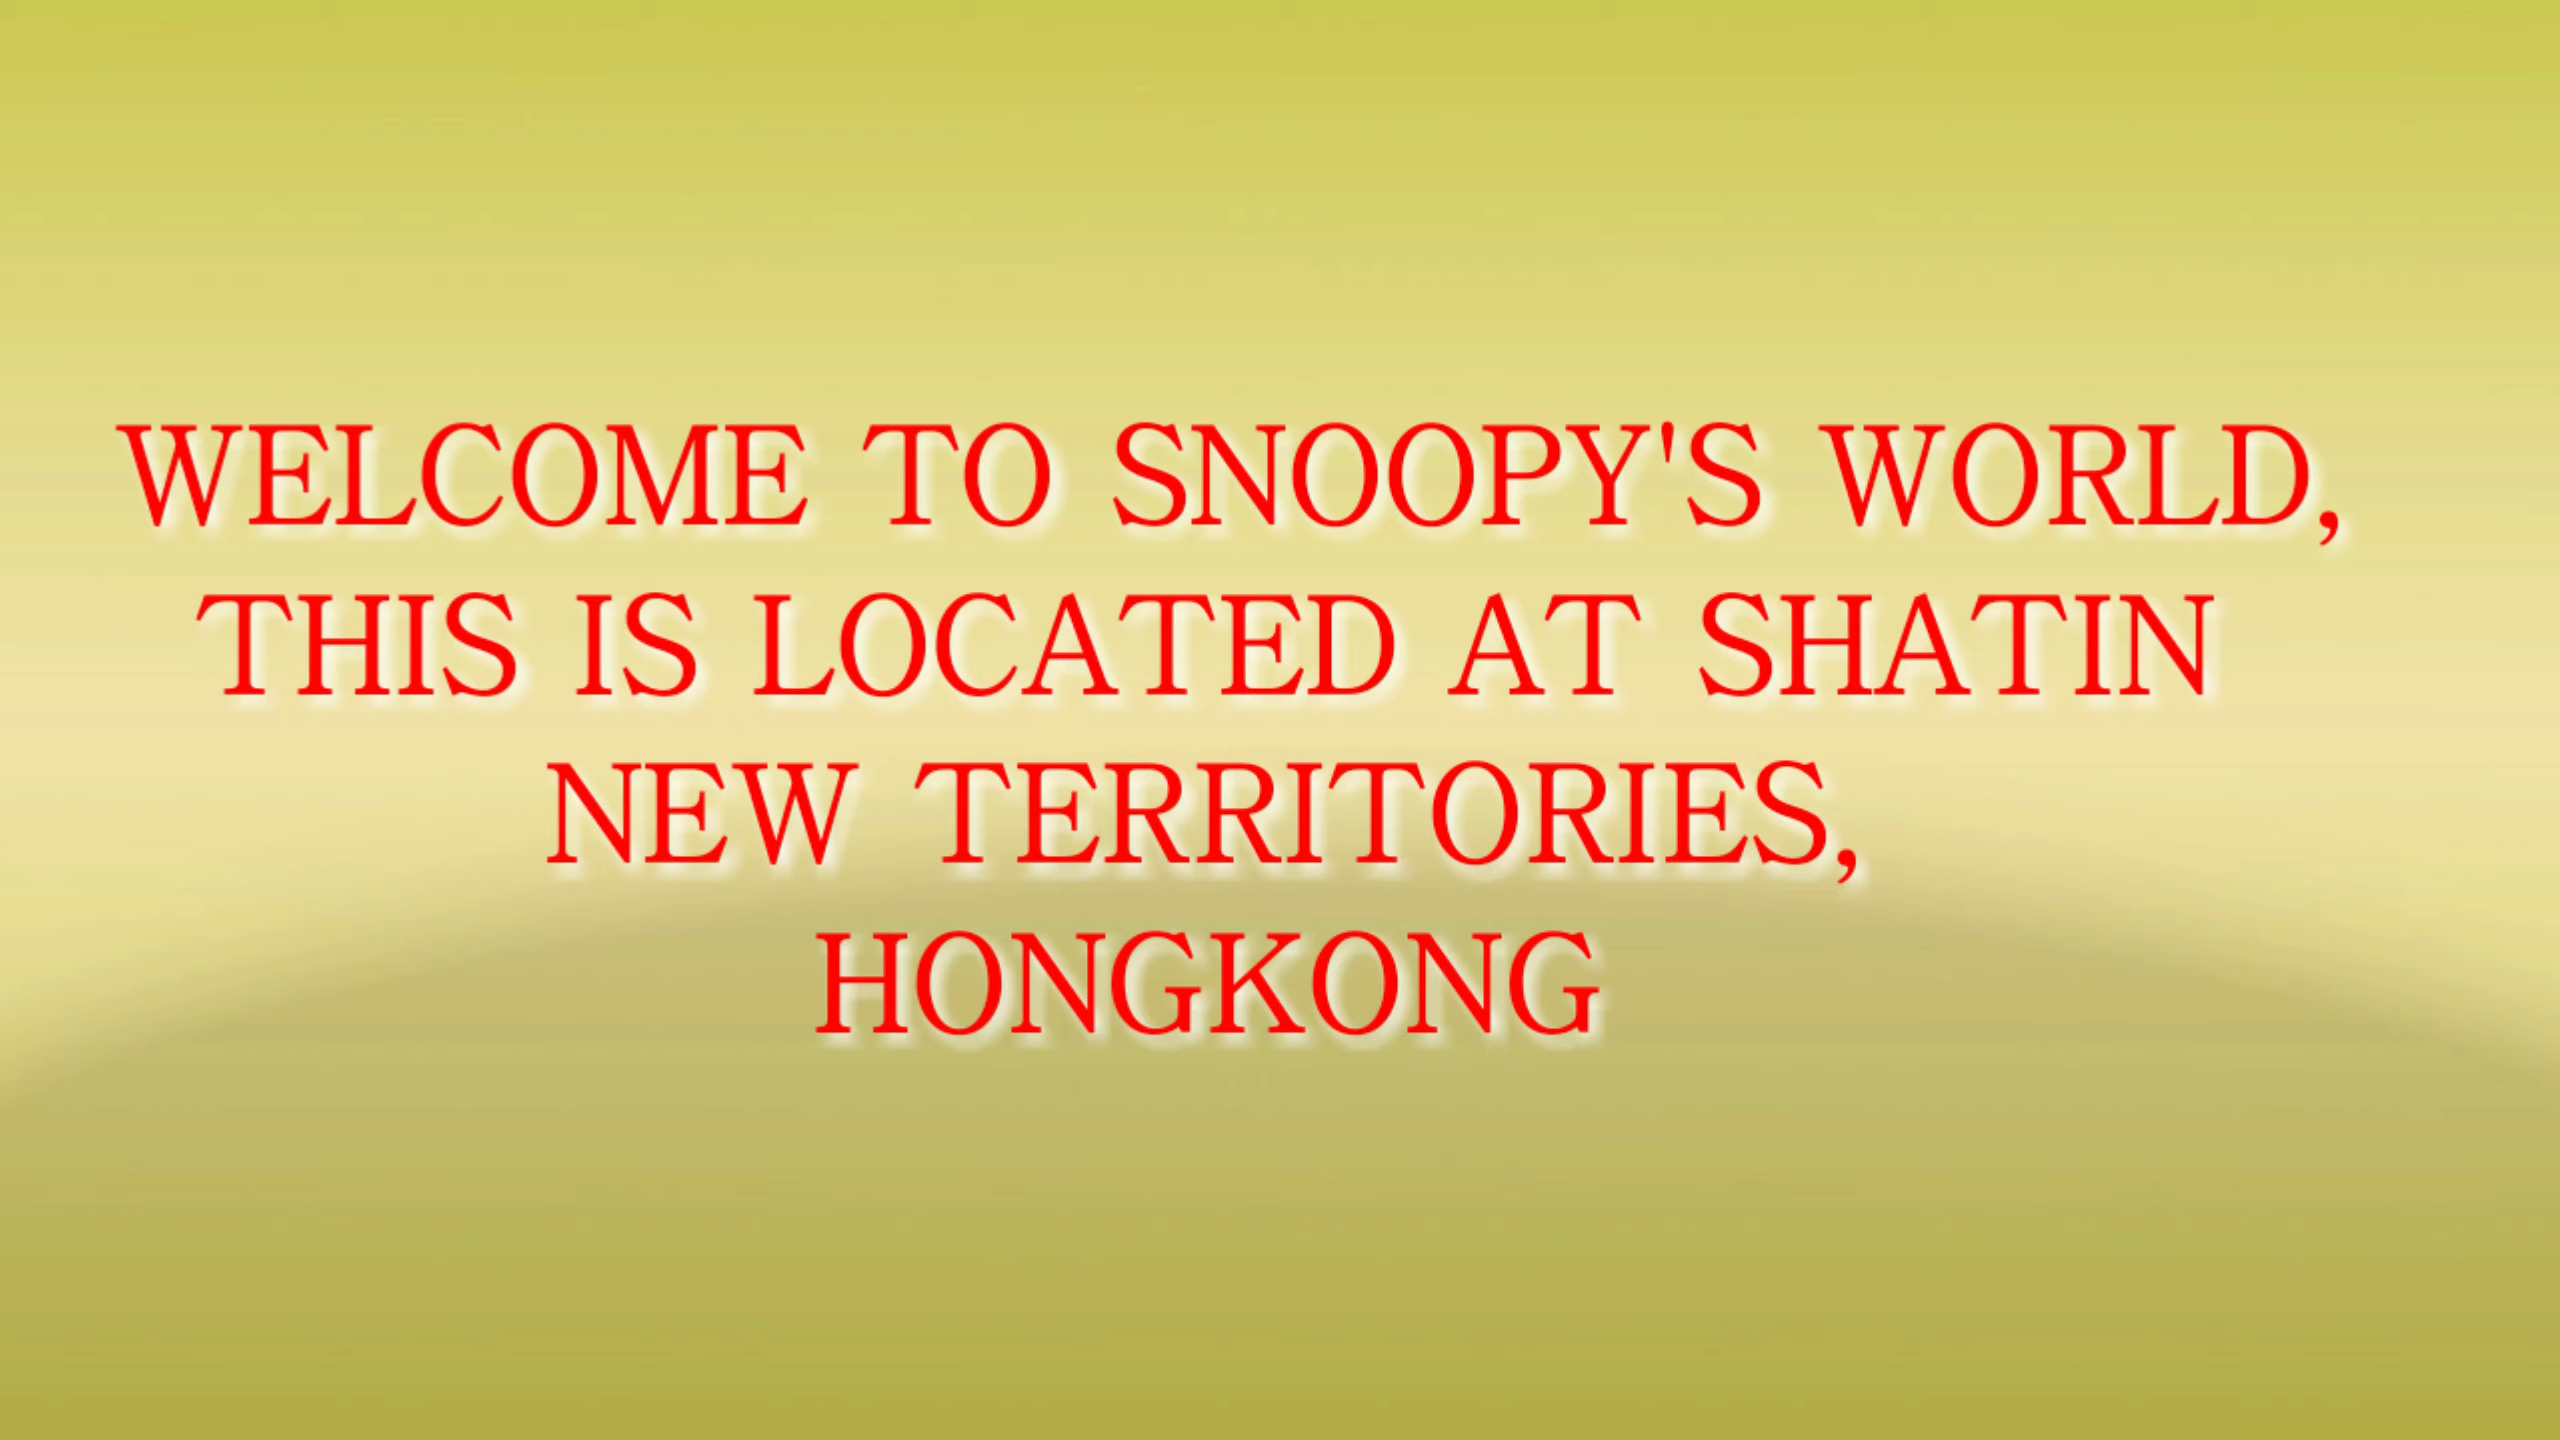 WELCOME TO SNOOPY'S WORLD,
THIS IS LOCATED AT SHATIN
NEW TERRITORIES,
HONGKONG